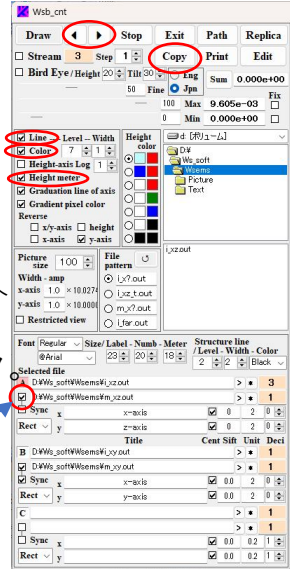 Wsb_cnt
Draw Stop Exit Path Replica
Stream 3 Step 1 Copy Print Edit
Bird Eye / Height 20 Tilt 30 Eng Sum 0.000e+00
50 Fine Jpn
Fix
100 Max 9.605e-03
0 Min 0.000e+00
Line -- Level -- Width
Color 7 1
Height-axis Log 1
Height meter
Graduation line of axis
Gradient pixel color
Reverse
x/y-axis height
x-axis y-axis
Height color
d: [ボリューム]
D:¥
Ws_soft
Wsems
Picture
Text
Picture size 100
Width - amp
x-axis 1.0
y-axis 1.0
Restricted view
File pattern
i_x?.out
i_xz_t.out
m_x?.out
i_far.out
i_xz.out
Font Regular Size/ Label - Numb - Meter
@Arial 23 20 18
Structure line
/ Level - Width - Color
2 2 Black
Selected file
A D:¥Ws_soft¥Wsems¥i_xz.out > * 3
D:¥Ws_soft¥Wsems¥m_xz.out > * 1
Sync x x-axis 0 2 0
Rect y z-axis 0 2 0
Title Cent Sift Unit Deci
B D:¥Ws_soft¥Wsems¥i_xy.out > * 1
D:¥Ws_soft¥Wsems¥m_xy.out > * 1
Sync x x-axis 0.0 2 0
Rect y y-axis 0.0 2 0
C > * 1
> * 1
Sync x 0.0 0.2 1
Rect y 0.0 0.2 1